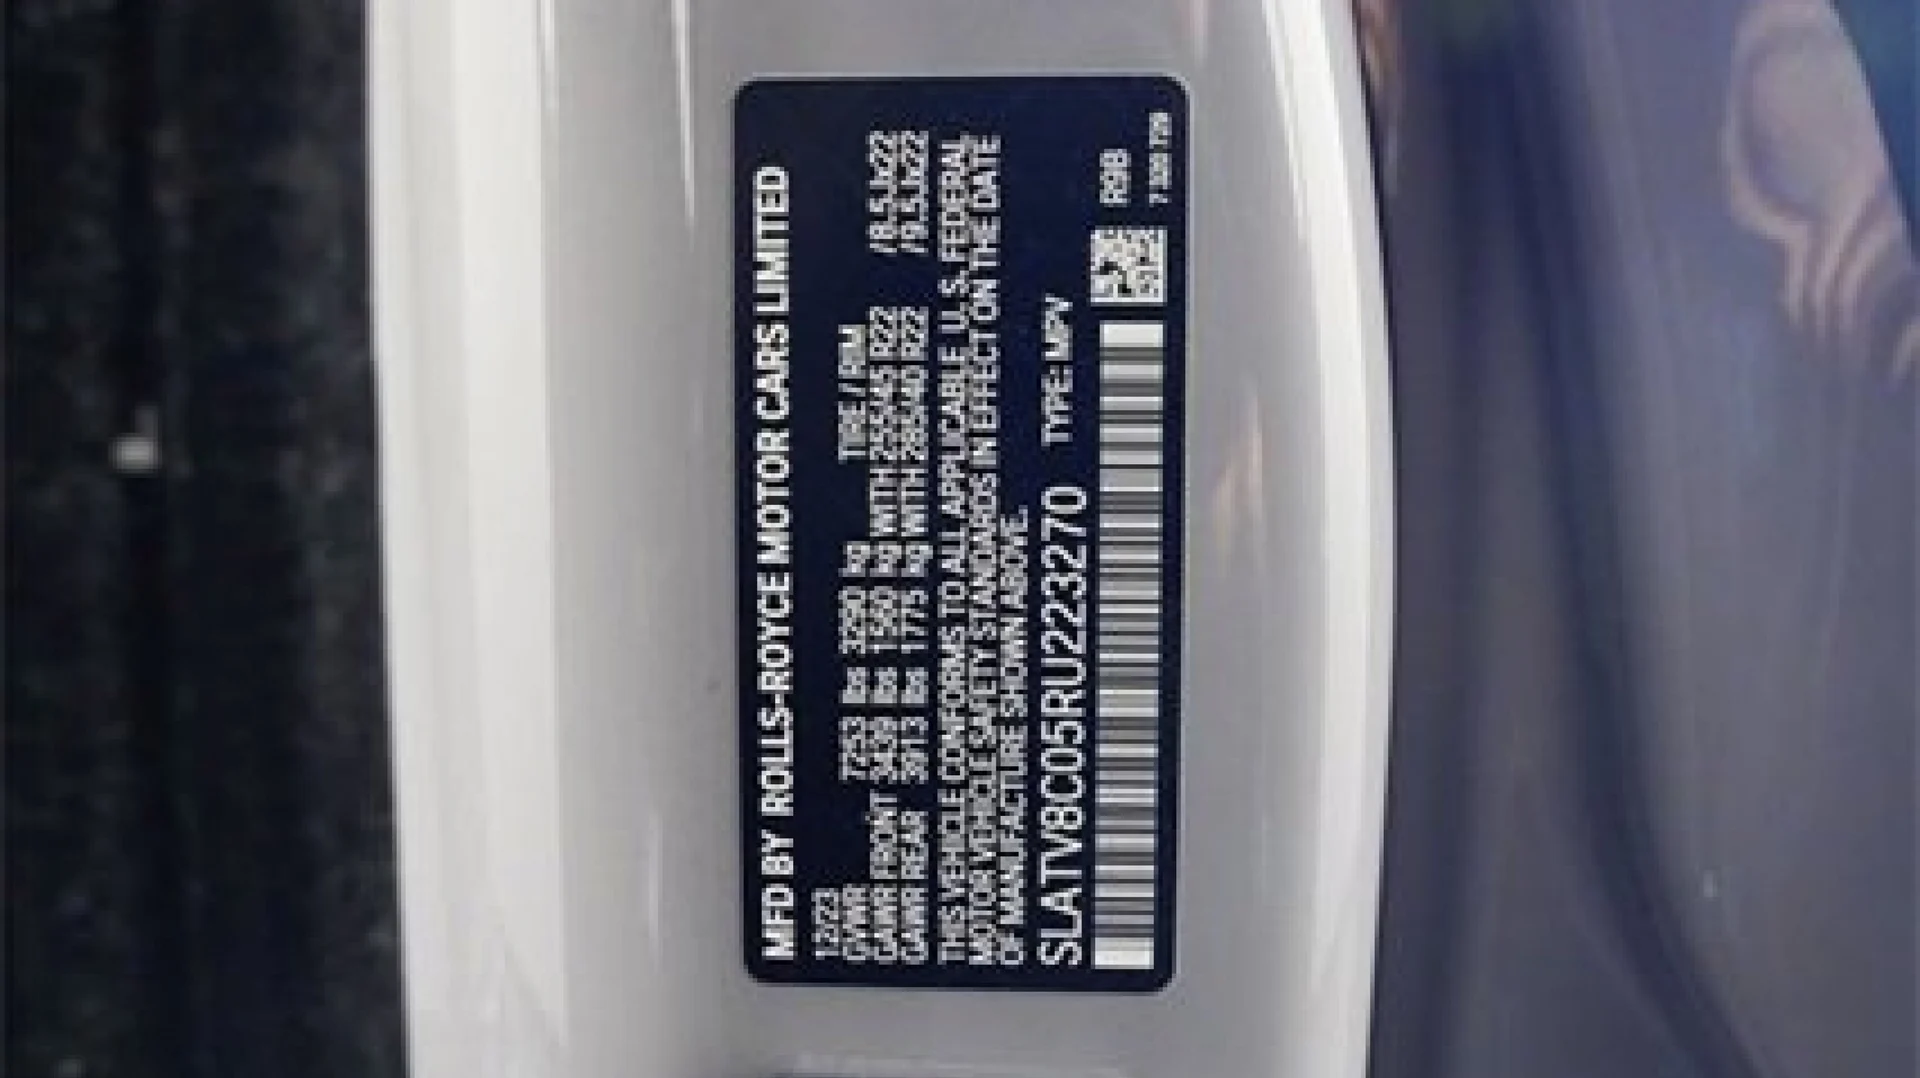 MFD BY ROLLS-ROYCE MOTOR CARS LIMITED
12/23
GVWR 7253 lbs 3290 kg TIRE / RIM
GAWR FRONT 3439 lbs 1560 kg WITH 255/45 R22 / 8.5Jx22
GAWR REAR 3913 lbs 1775 kg WITH 285/40 R22 / 9.5Jx22
THIS VEHICLE CONFORMS TO ALL APPLICABLE U. S. FEDERAL
MOTOR VEHICLE SAFETY STANDARDS IN EFFECT ON THE DATE
OF MANUFACTURE SHOWN ABOVE.
SLATV8C05RU223270 TYPE: MPV
R9B